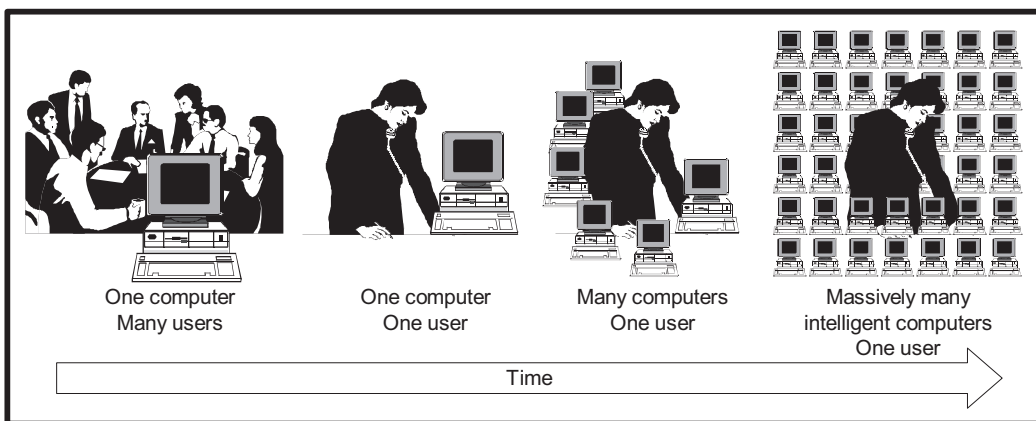 One computer
Many users
One computer
One user
Many computers
One user
Massively many
intelligent computers
One user
Time